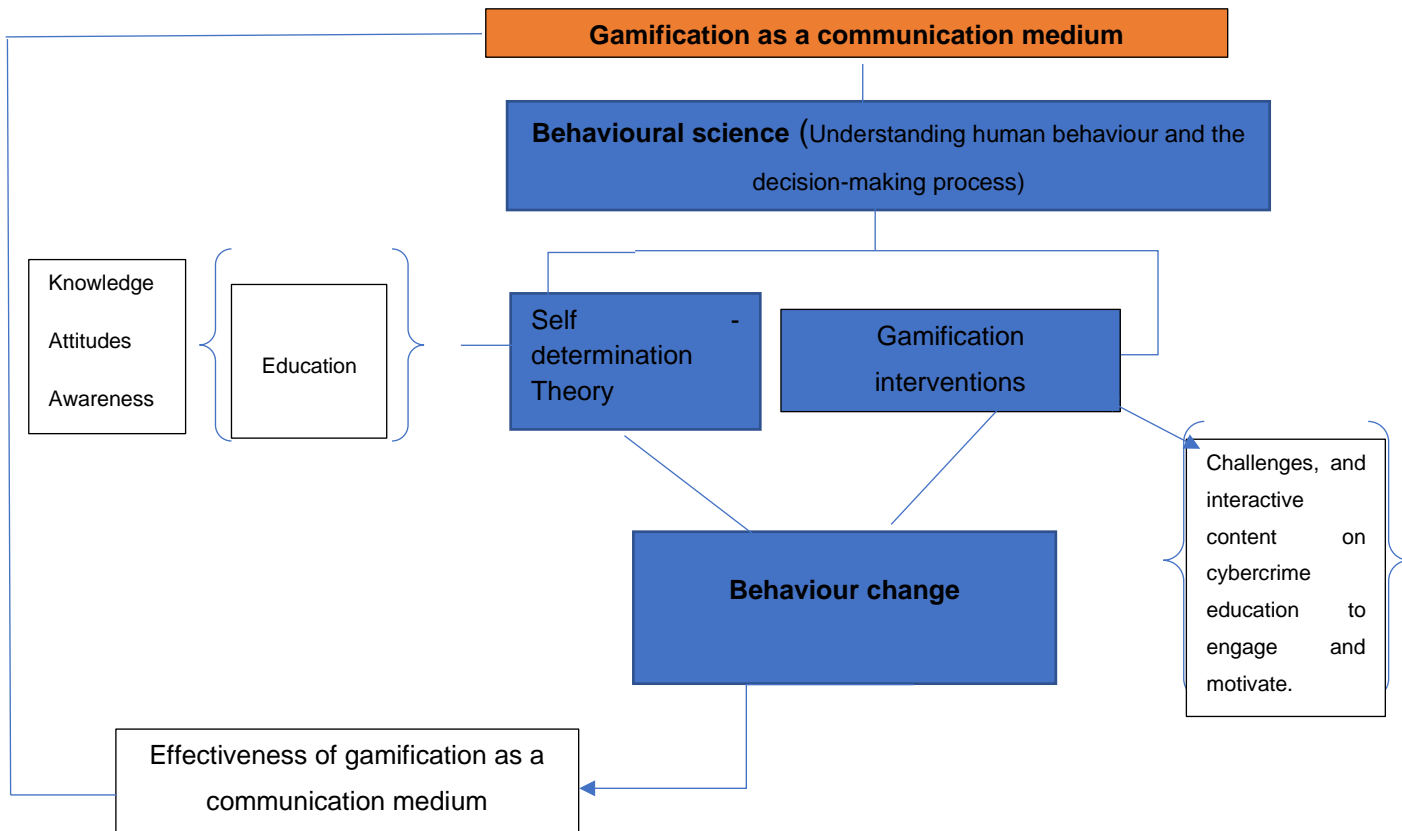 Gamification as a communication medium
Behavioural science (Understanding human behaviour and the
decision-making process)
Knowledge
Attitudes
Awareness
Education
Self -
determination
Theory
Gamification
interventions
Challenges, and
interactive
content on
cybercrime
education to
engage and
motivate.
Behaviour change
Effectiveness of gamification as a
communication medium